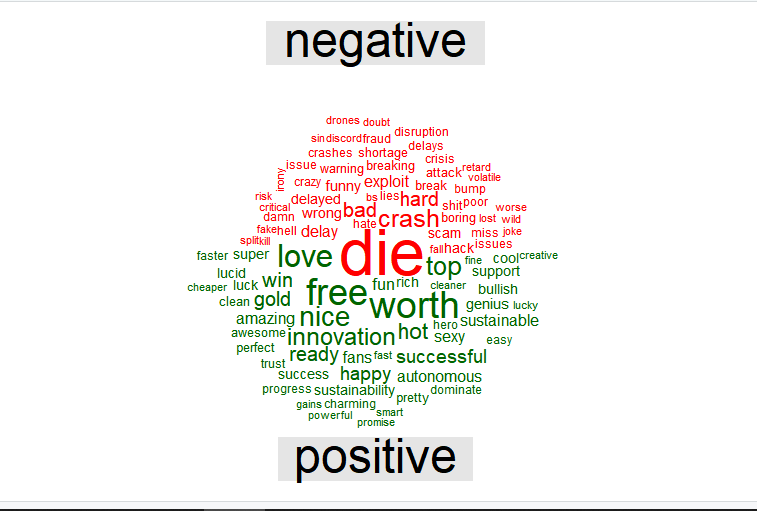 negative
drones doubt
sin discord fraud disruption
crashes shortage delays
issue warning breaking crisis
irony crazy funny exploit attack retard
volatile
risk delayed bs lies hard break bump
critical damn wrong bad crash shit poor worse
fake hell delay hate boring lost wild
split kill die scam miss joke
fall hack issues
faster super love top fine cool creative
lucid support
cheaper luck win free fun rich cleaner bullish
clean gold worth genius lucky
amazing nice hot hero sustainable
awesome innovation sexy easy
perfect ready fans fast successful
trust
success happy autonomous
progress sustainability pretty dominate
gains charming
powerful smart
promise
positive